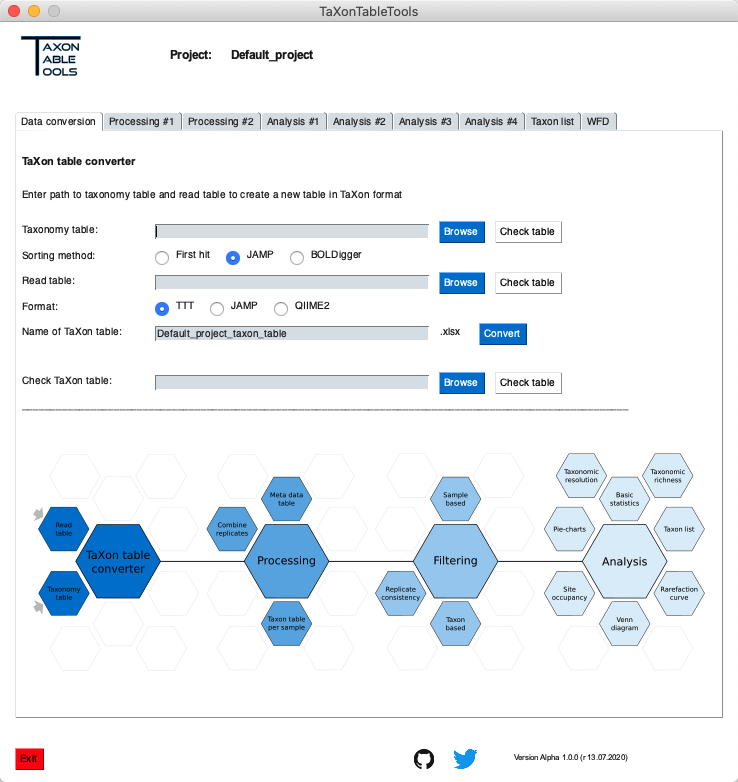 TaXonTableTools
TAXON
TABLE
TOOLS
Project: Default_project
Data conversion Processing #1 Processing #2 Analysis #1 Analysis #2 Analysis #3 Analysis #4 Taxon list WFD
TaXon table converter
Enter path to taxonomy table and read table to create a new table in TaXon format
Taxonomy table: Browse Check table
Sorting method: First hit JAMP BOLDigger
Read table: Browse Check table
Format: TTT JAMP QIIME2
Name of TaXon table: Default_project_taxon_table .xlsx Convert
Check TaXon table: Browse Check table
Read
table
Taxonomy
table
TaXon table
converter
Combine
replicates
Meta data
table
Processing
Taxon table
per sample
Sample
based
Filtering
Replicate
consistency
Taxon
based
Taxonomic
resolution
Taxonomic
richness
Basic
statistics
Pie-charts
Taxon list
Analysis
Site
occupancy
Rarefaction
curve
Venn
diagram
Exit
Version Alpha 1.0.0 (r 13.07.2020)